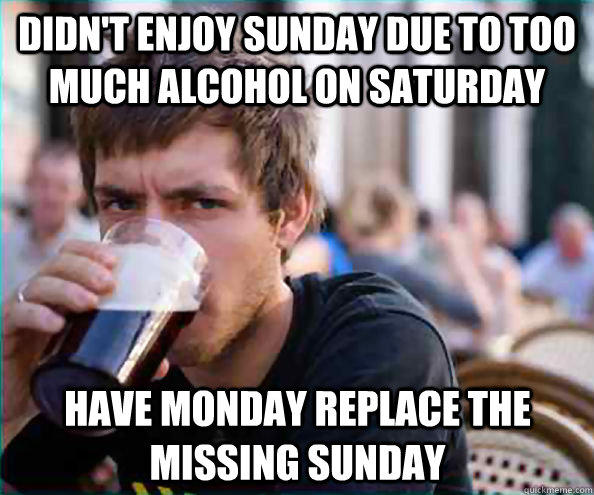 DIDN'T ENJOY SUNDAY DUE TO TOO
MUCH ALCOHOL ON SATURDAY
HAVE MONDAY REPLACE THE
MISSING SUNDAY
quickmeme.com